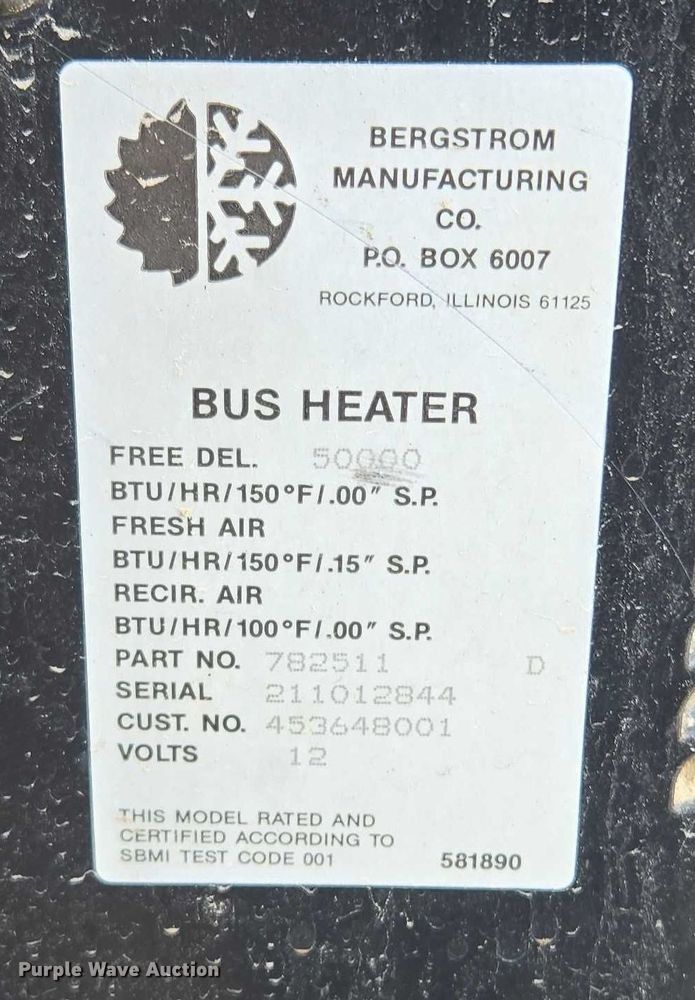 BERGSTROM
MANUFACTURING
CO.
P.O. BOX 6007
ROCKFORD, ILLINOIS 61125
BUS HEATER
FREE DEL. 50000
BTU/HR/150°F/.00" S.P.
FRESH AIR
BTU/HR/150°F/.15" S.P.
RECIR. AIR
BTU/HR/100°F/.00" S.P.
PART NO. 782511 D
SERIAL 211012844
CUST. NO. 453648001
VOLTS 12
THIS MODEL RATED AND
CERTIFIED ACCORDING TO
SBMI TEST CODE 001 581890
Purple Wave Auction